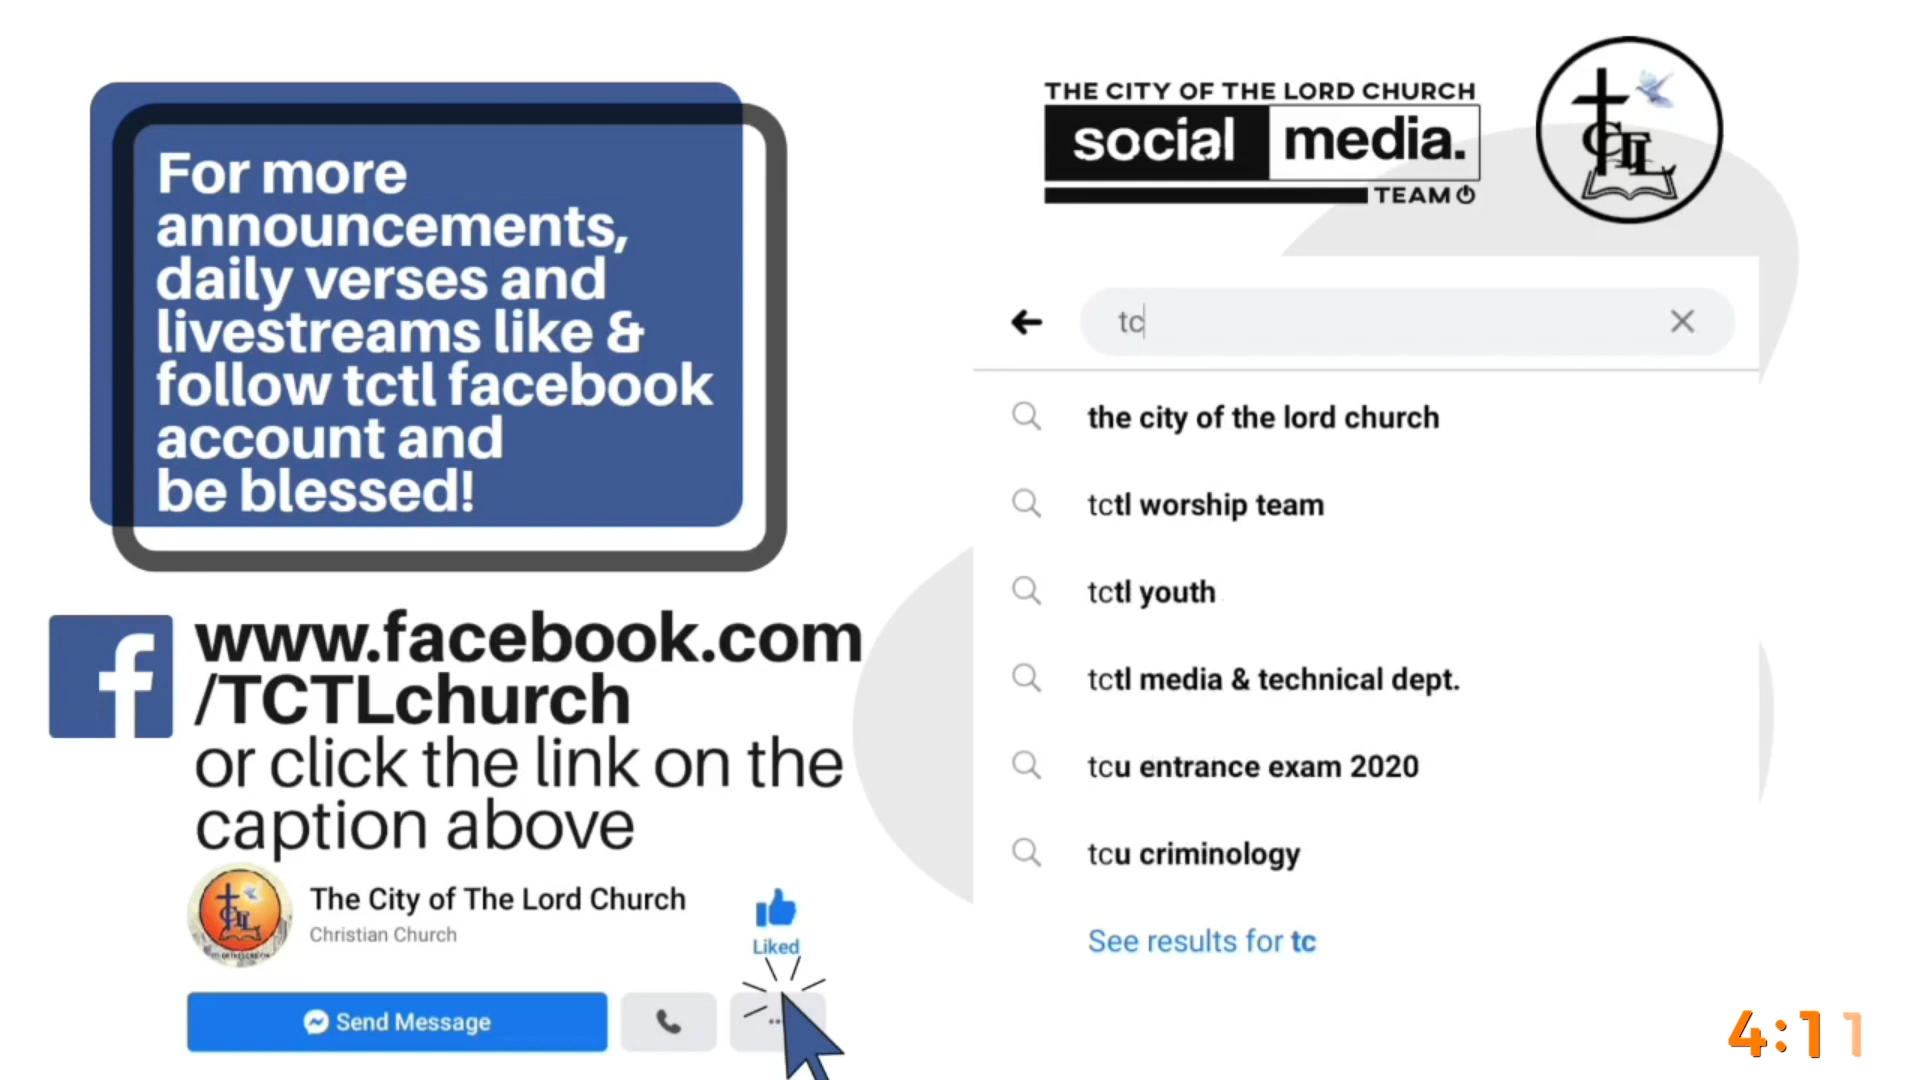 For more
announcements,
daily verses and
livestreams like &
follow tctl facebook
account and
be blessed!
www.facebook.com
/TCTLchurch
or click the link on the
caption above
The City of The Lord Church
Christian Church
Liked
Send Message
THE CITY OF THE LORD CHURCH
social media.
TEAM
tc
the city of the lord church
tctl worship team
tctl youth
tctl media & technical dept.
tcu entrance exam 2020
tcu criminology
See results for tc
4:11